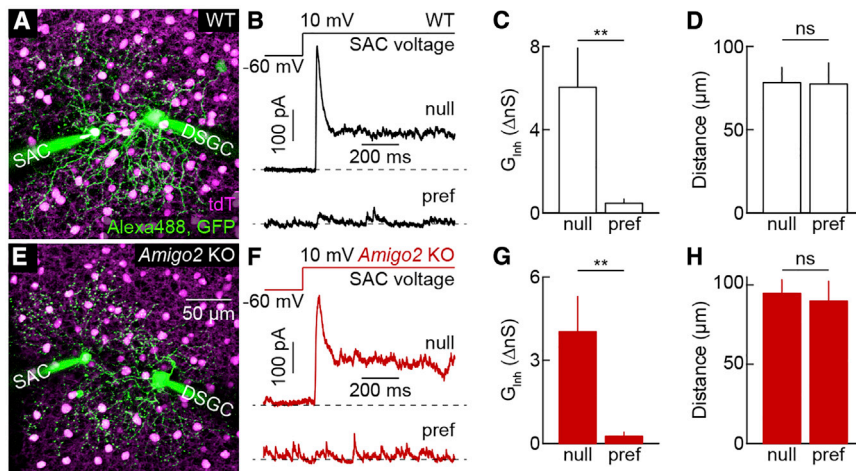 A
WT
SAC
DSGC
tdT
Alexa488, GFP
B
10 mV
WT
SAC voltage
-60 mV
null
100 pA
200 ms
pref
C
**
GInh (ΔnS)
8
6
4
2
0
null pref
D
ns
Distance (µm)
100
50
0
null pref
E
Amigo2 KO
50 µm
SAC
DSGC
F
10 mV
Amigo2 KO
SAC voltage
-60 mV
null
100 pA
200 ms
pref
G
**
GInh (ΔnS)
6
3
0
null pref
H
ns
Distance (µm)
100
50
0
null pref